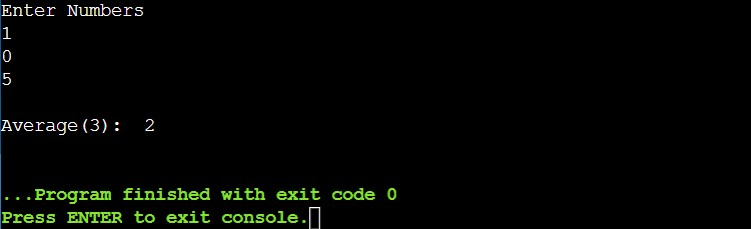 Enter Numbers
1
0
5
Average(3):  2
...Program finished with exit code 0
Press ENTER to exit console.